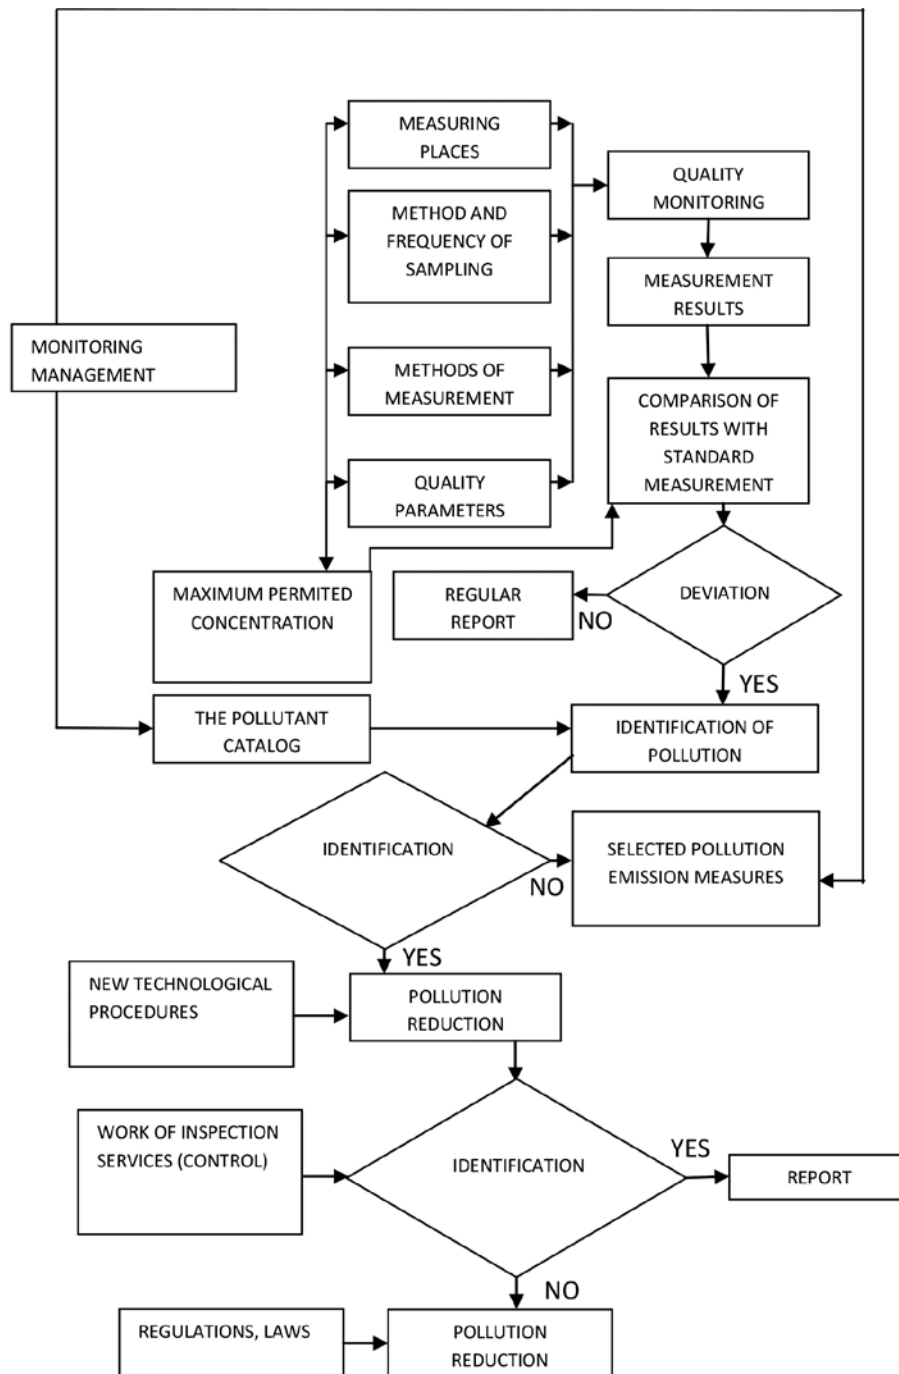 MEASURING
PLACES
QUALITY
MONITORING
METHOD AND
FREQUENCY OF
SAMPLING
MEASUREMENT
RESULTS
MONITORING
MANAGEMENT
METHODS OF
MEASUREMENT
COMPARISON OF
RESULTS WITH
STANDARD
MEASUREMENT
QUALITY
PARAMETERS
MAXIMUM PERMITED
CONCENTRATION
REGULAR
REPORT
NO
DEVIATION
YES
THE POLLUTANT
CATALOG
IDENTIFICATION OF
POLLUTION
IDENTIFICATION
NO
SELECTED POLLUTION
EMISSION MEASURES
YES
NEW TECHNOLOGICAL
PROCEDURES
POLLUTION
REDUCTION
WORK OF INSPECTION
SERVICES (CONTROL)
IDENTIFICATION
YES
REPORT
NO
REGULATIONS, LAWS
POLLUTION
REDUCTION